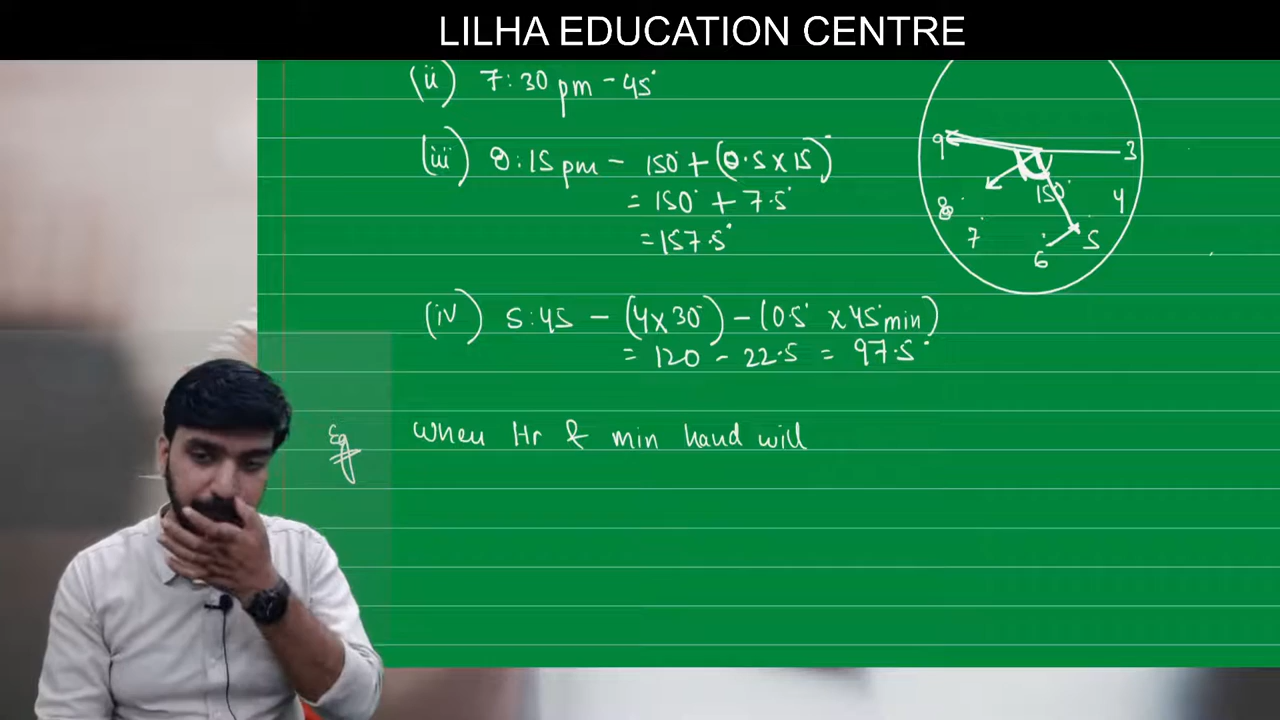 LILHA EDUCATION CENTRE
(ii) 7:30 pm - 45°
(iii) 8:15 pm - 150° + (0.5 x 15)°
= 150° + 7.5°
= 157.5°
(iv) 5:45 - (4x30°) - (0.5° x 45 min)
= 120 - 22.5 = 97.5°
Eg When Hr & min hand will
9
3
150°
8
4
7
5
6